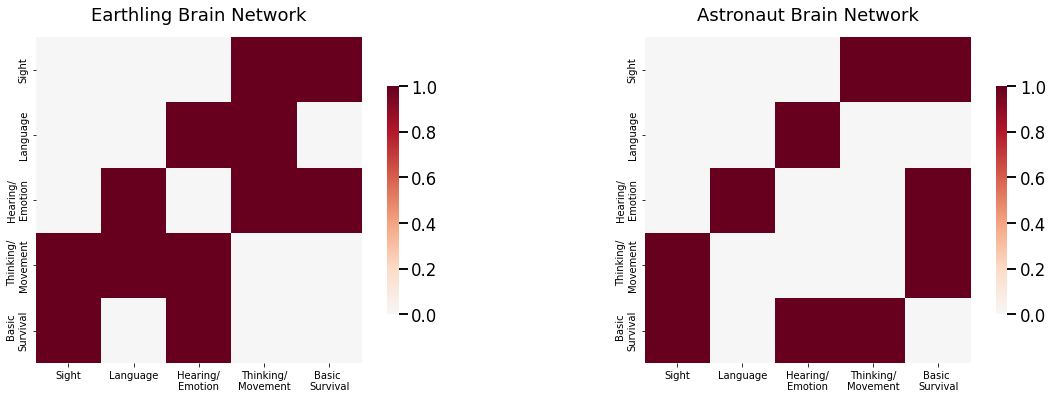 Earthling Brain Network
Sight
Language
Hearing/
Emotion
Thinking/
Movement
Basic
Survival
Sight
Language
Hearing/
Emotion
Thinking/
Movement
Basic
Survival
1.0
0.8
0.6
0.4
0.2
0.0
Astronaut Brain Network
Sight
Language
Hearing/
Emotion
Thinking/
Movement
Basic
Survival
Sight
Language
Hearing/
Emotion
Thinking/
Movement
Basic
Survival
1.0
0.8
0.6
0.4
0.2
0.0